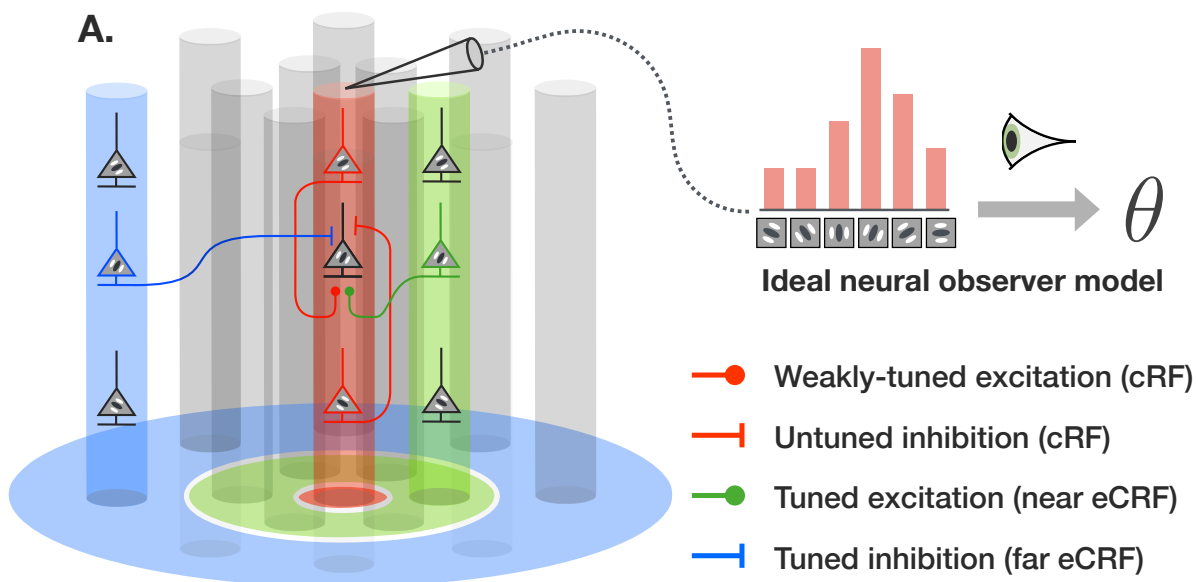 A.
θ
Ideal neural observer model
Weakly-tuned excitation (cRF)
Untuned inhibition (cRF)
Tuned excitation (near eCRF)
Tuned inhibition (far eCRF)